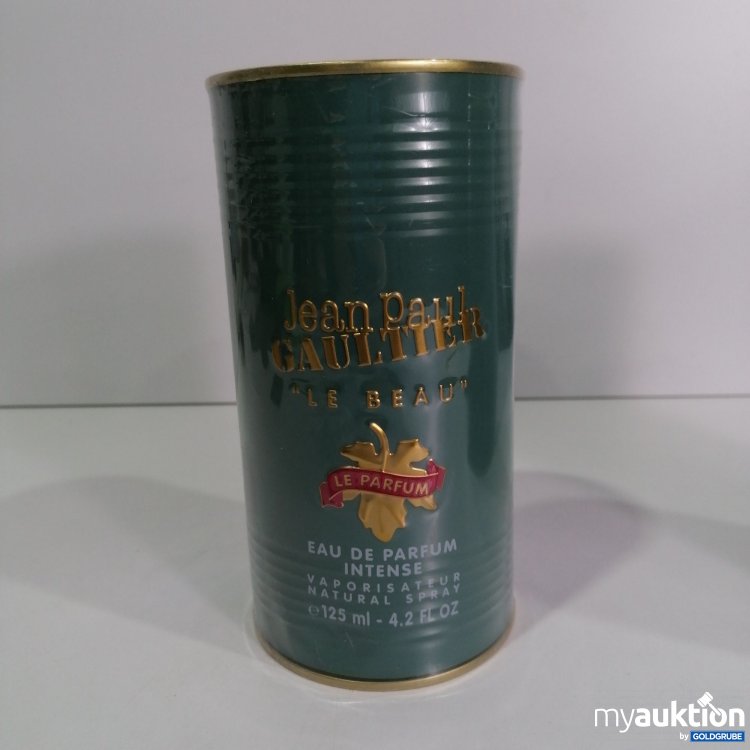 Jean Paul
GAULTIER
"LE BEAU"
LE PARFUM
EAU DE PARFUM
INTENSE
VAPORISATEUR
NATURAL SPRAY
℮125 ml - 4.2 FL OZ
myauktion
by GOLDGRUBE